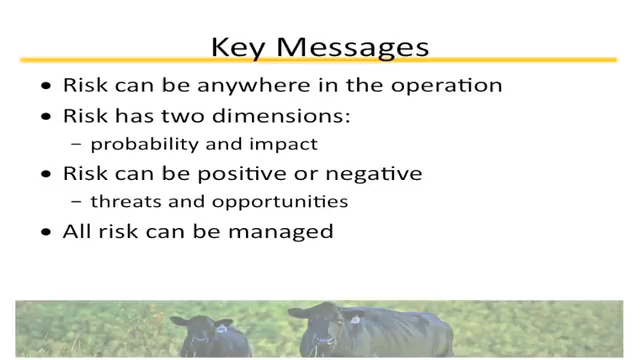 Key Messages
• Risk can be anywhere in the operation
• Risk has two dimensions:
– probability and impact
• Risk can be positive or negative
– threats and opportunities
• All risk can be managed